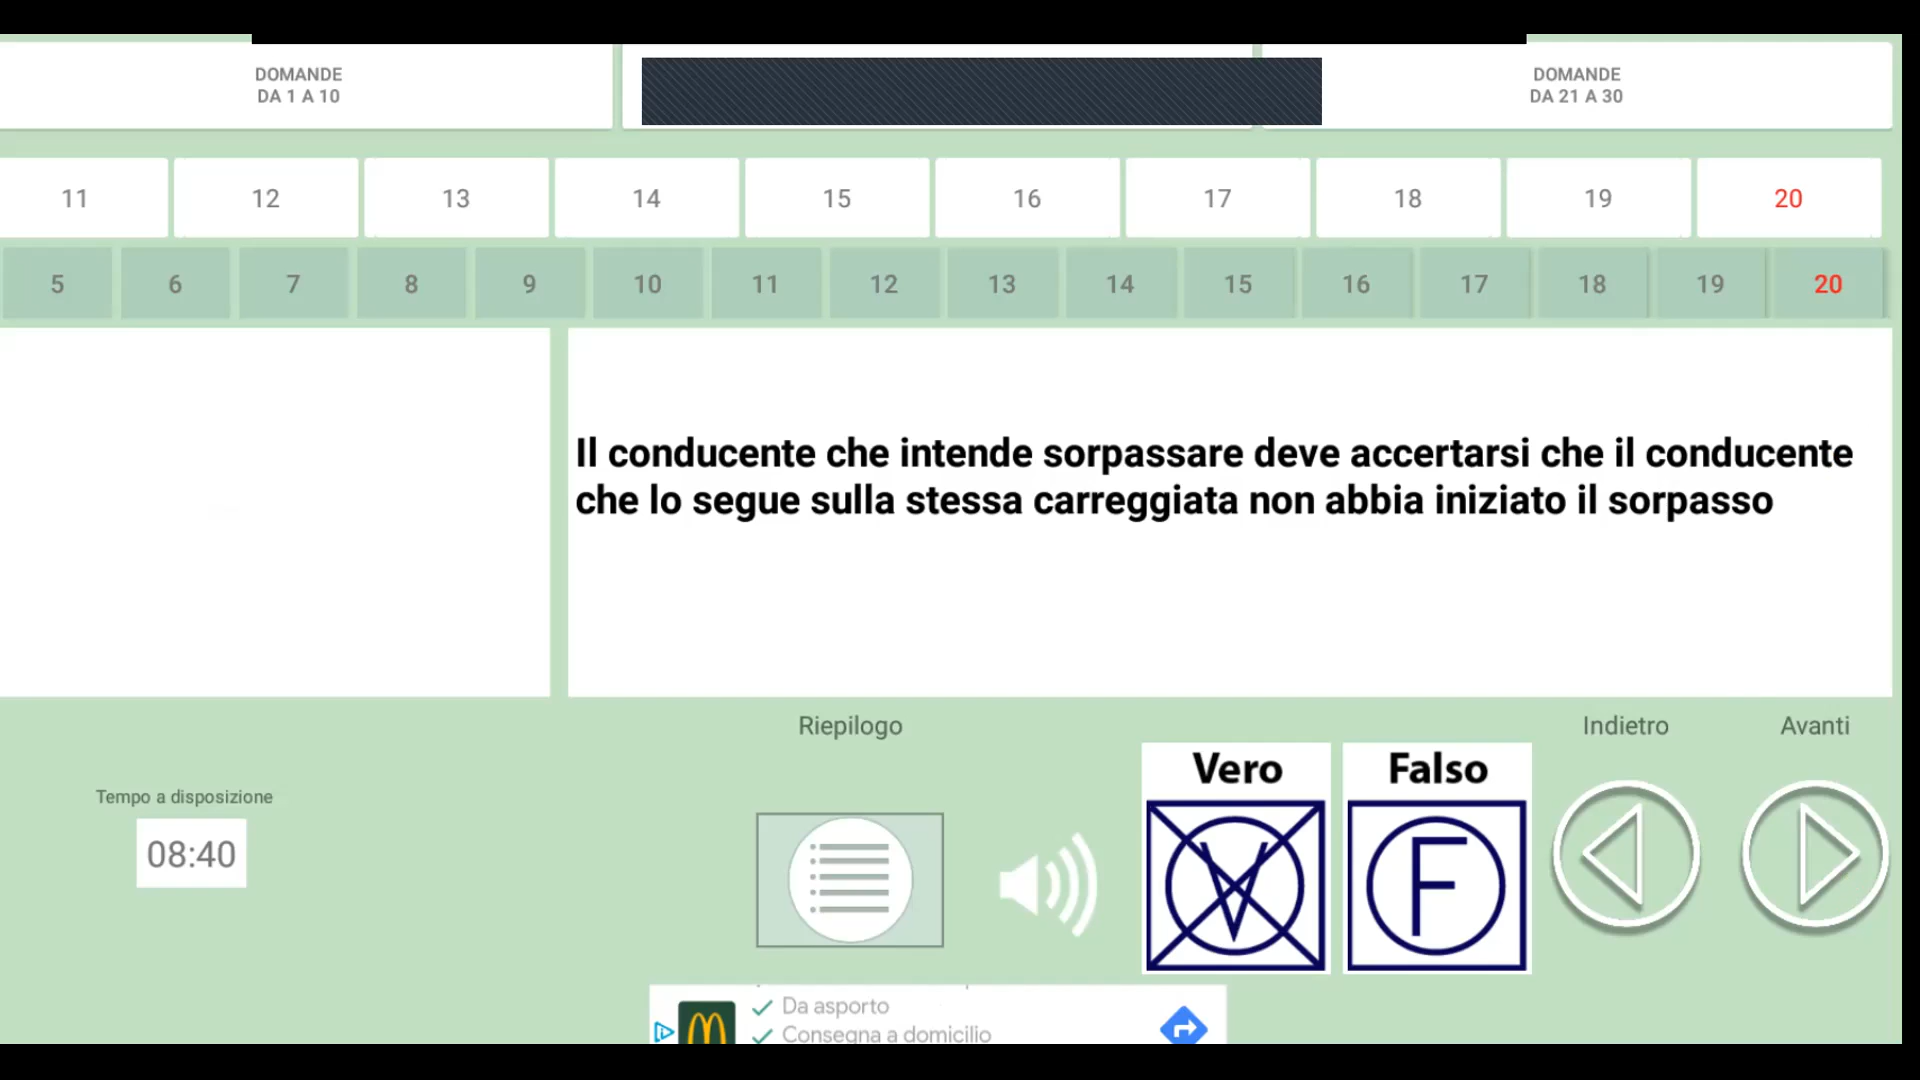 DOMANDE
DA 1 A 10
DOMANDE
DA 21 A 30
11 12 13 14 15 16 17 18 19 20
5 6 7 8 9 10 11 12 13 14 15 16 17 18 19 20
Il conducente che intende sorpassare deve accertarsi che il conducente
che lo segue sulla stessa carreggiata non abbia iniziato il sorpasso
Riepilogo
Indietro
Avanti
Vero
Falso
V
F
Tempo a disposizione
08:40
Da asporto
Consegna a domicilio